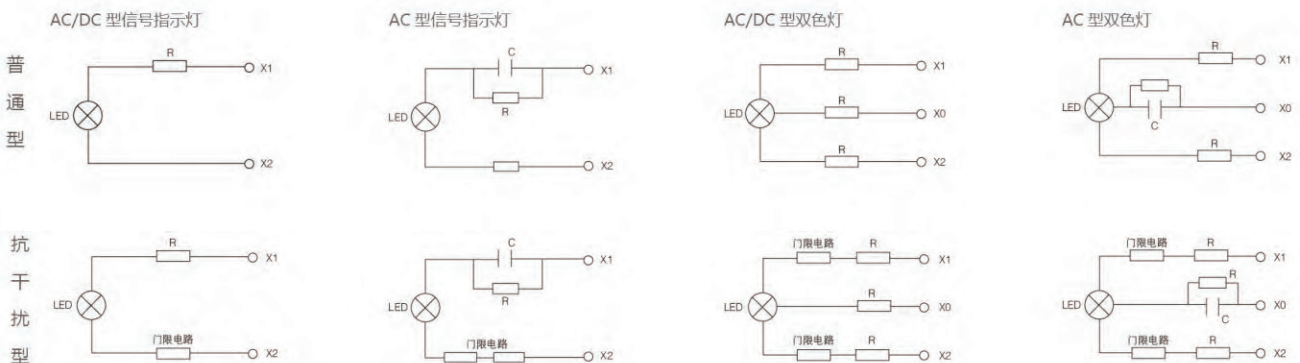 AC/DC 型信号指示灯
AC 型信号指示灯
AC/DC 型双色灯
AC 型双色灯
普通型
R
X1
LED
X2
C
X1
R
LED
X2
R
X1
R
LED
X0
R
X2
R
X1
LED
X0
C
R
X2
抗干扰型
R
X1
LED
门限电路
X2
C
X1
R
LED
门限电路
X2
门限电路 R
X1
R
LED
X0
门限电路 R
X2
门限电路 R
X1
R
LED
X0
C
门限电路 R
X2